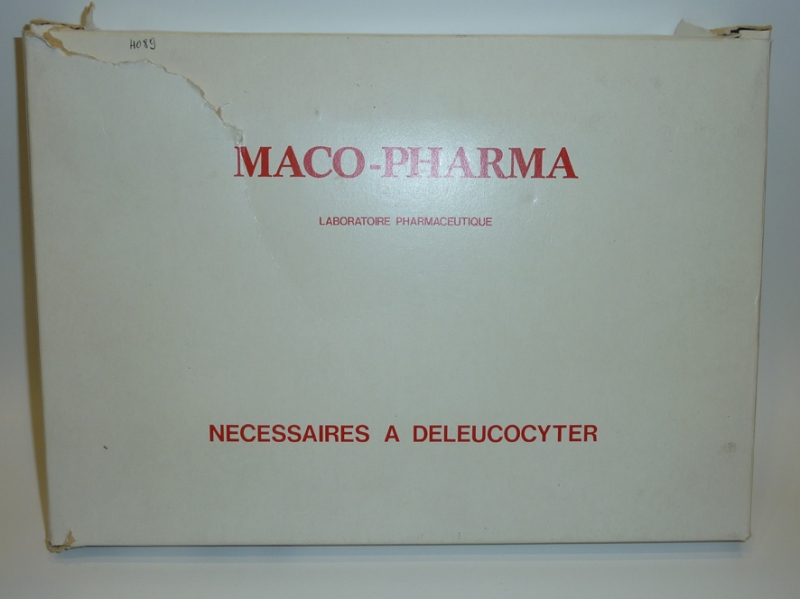 H089
MACO-PHARMA
LABORATOIRE PHARMACEUTIQUE
NECESSAIRES A DELEUCOCYTER